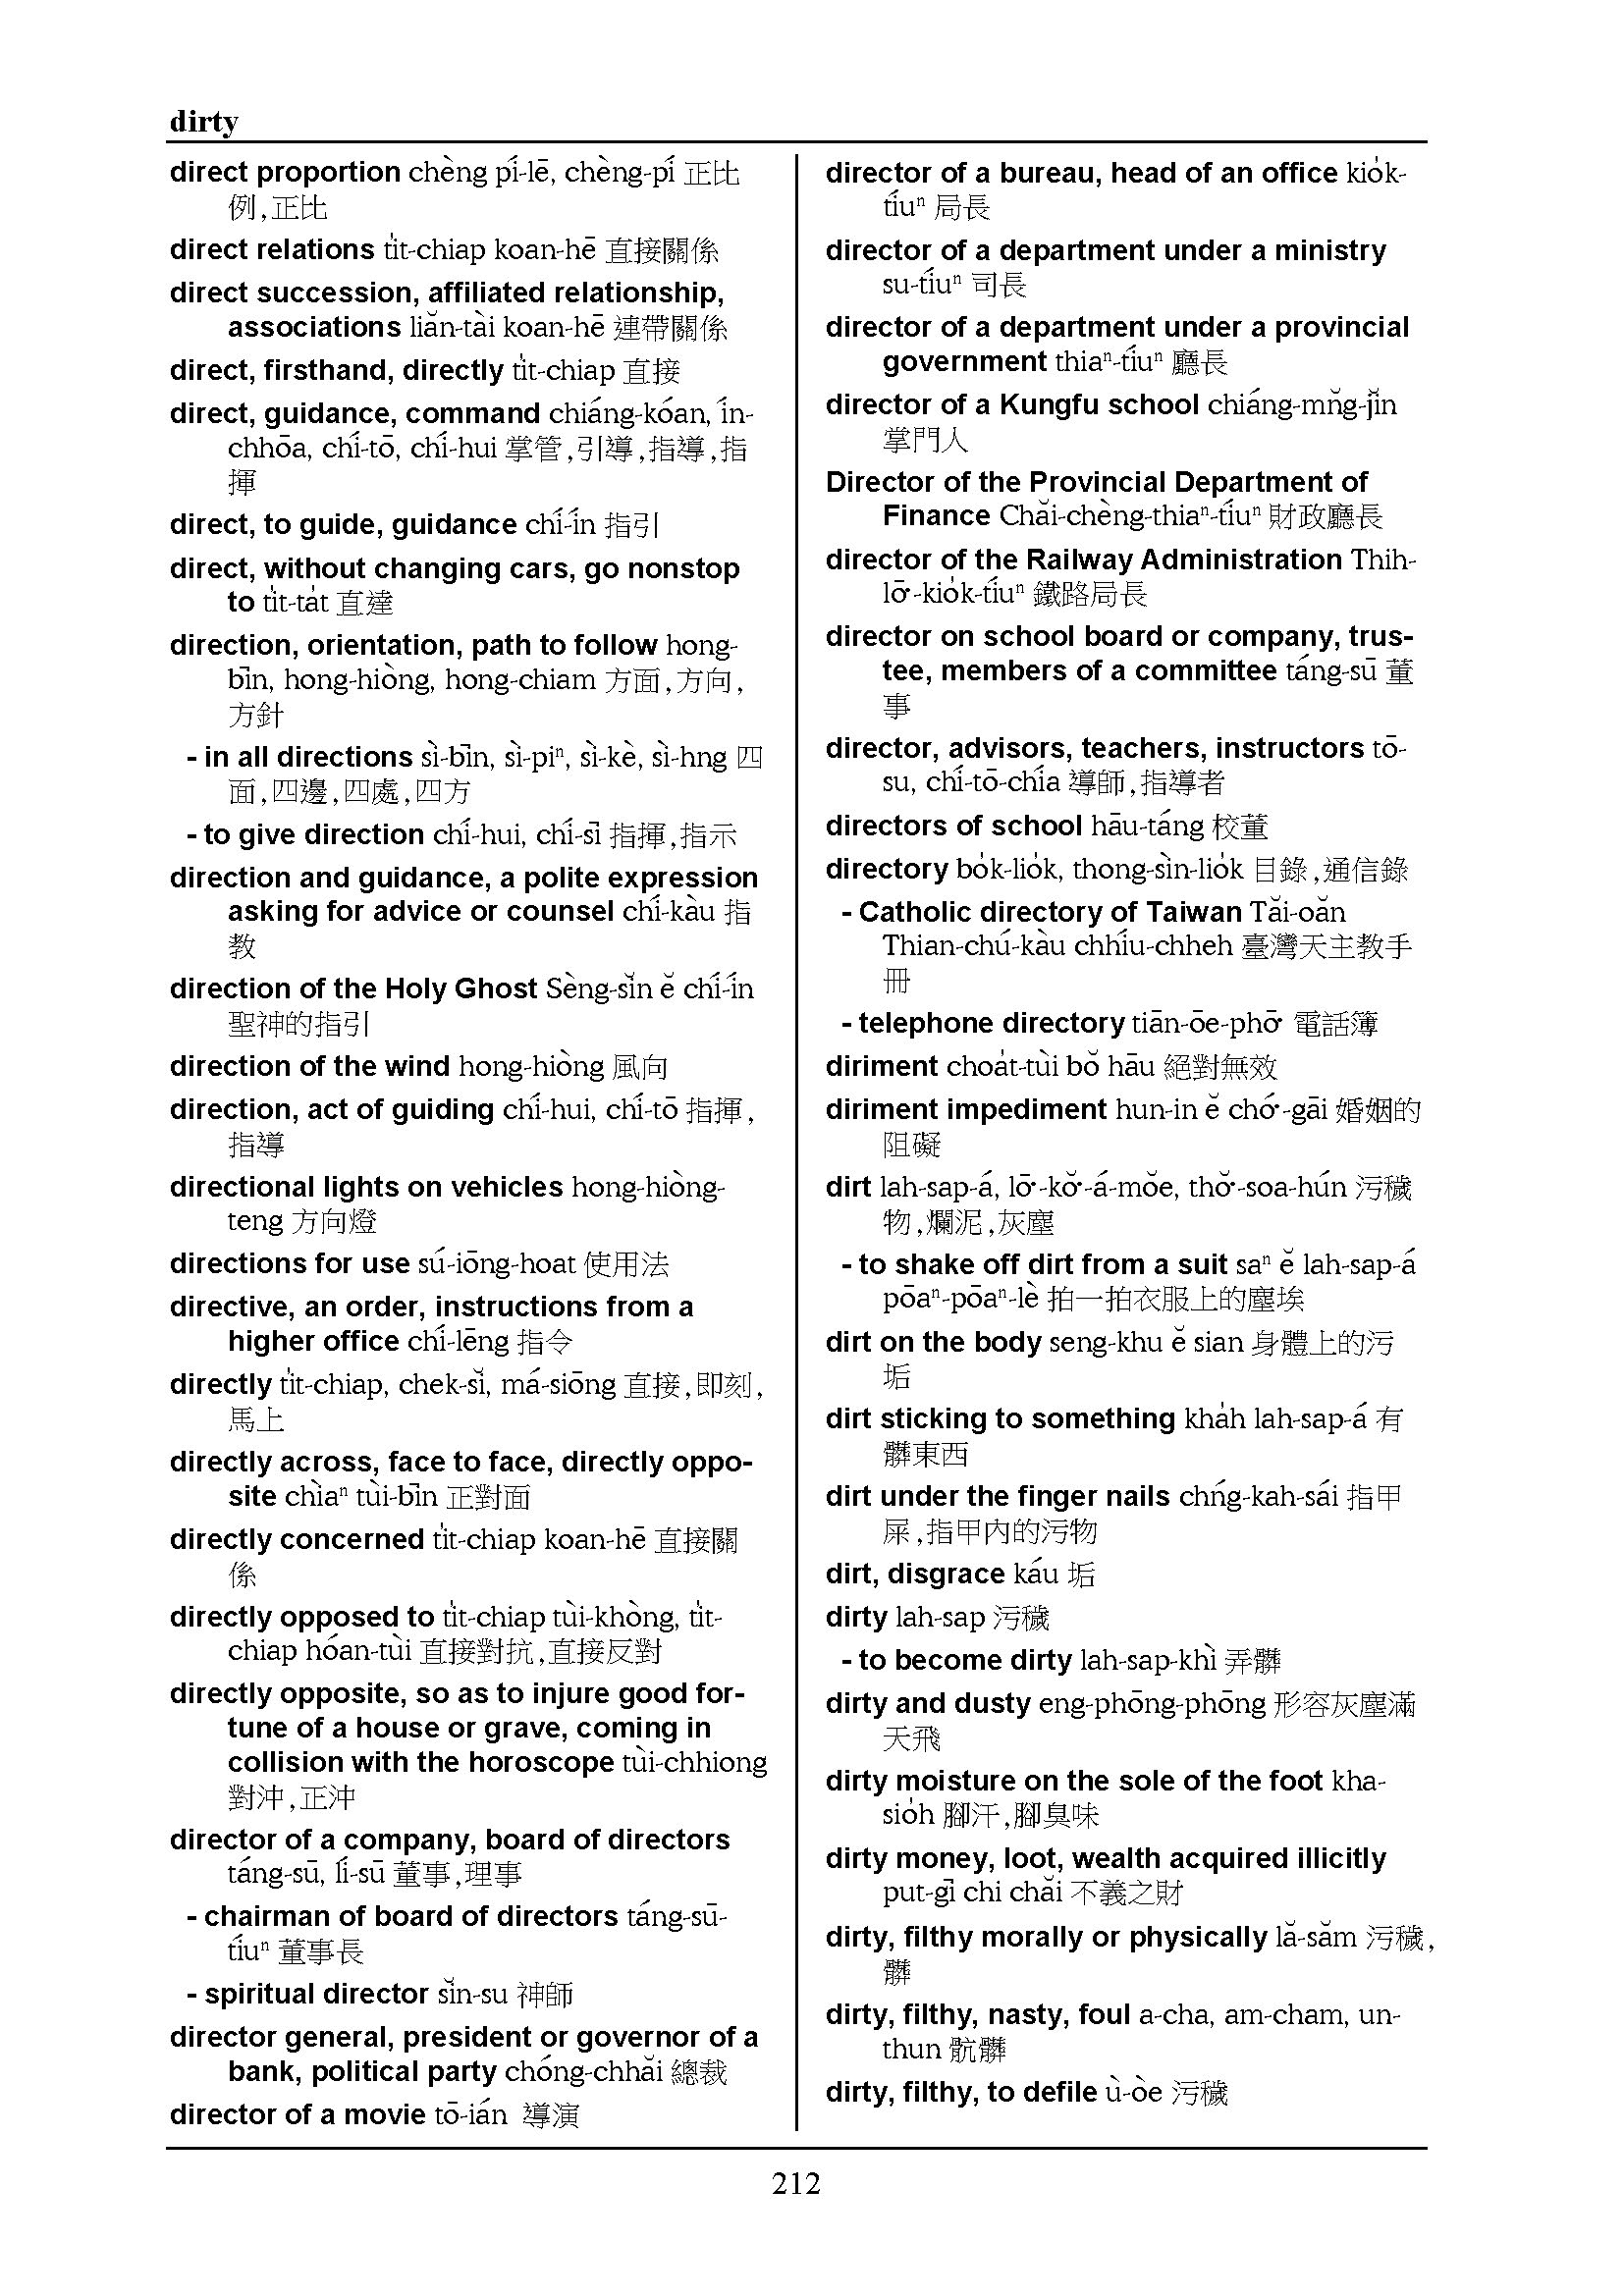 dirty
direct proportion chèng pí-lē, chèng-pí 正比
例,正比
direct relations ti̍t-chiap koan-hē 直接關係
direct succession, affiliated relationship,
associations liăn-tài koan-hē 連帶關係
direct, firsthand, directly ti̍t-chiap 直接
direct, guidance, command chiáng-kóan, ín-
chhōa, chí-tō, chí-hui 掌管,引導,指導,指
揮
direct, to guide, guidance chí-ín 指引
direct, without changing cars, go nonstop
to ti̍t-ta̍t 直達
direction, orientation, path to follow hong-
bīn, hong-hiòng, hong-chiam 方面,方向,
方針
- in all directions sì-bīn, sì-piⁿ, sì-kè, sì-hng 四
面,四邊,四處,四方
- to give direction chí-hui, chí-sī 指揮,指示
direction and guidance, a polite expression
asking for advice or counsel chí-kàu 指
教
direction of the Holy Ghost Sèng-sĭn ĕ chí-ín
聖神的指引
direction of the wind hong-hiòng 風向
direction, act of guiding chí-hui, chí-tō 指揮,
指導
directional lights on vehicles hong-hiòng-
teng 方向燈
directions for use sú-iōng-hoat 使用法
directive, an order, instructions from a
higher office chí-lēng 指令
directly ti̍t-chiap, chek-sĭ, má-siōng 直接,即刻,
馬上
directly across, face to face, directly oppo-
site chìaⁿ tùi-bīn 正對面
directly concerned ti̍t-chiap koan-hē 直接關
係
directly opposed to ti̍t-chiap tùi-khòng, ti̍t-
chiap hóan-tùi 直接對抗,直接反對
directly opposite, so as to injure good for-
tune of a house or grave, coming in
collision with the horoscope tùi-chhiong
對沖,正沖
director of a company, board of directors
táng-sū, lí-sū 董事,理事
- chairman of board of directors táng-sū-
tíuⁿ 董事長
- spiritual director sĭn-su 神師
director general, president or governor of a
bank, political party chóng-chhăi 總裁
director of a movie tō-ián 導演
director of a bureau, head of an office kio̍k-
tíuⁿ 局長
director of a department under a ministry
su-tíuⁿ 司長
director of a department under a provincial
government thiaⁿ-tíuⁿ 廳長
director of a Kungfu school chiáng-mn̆g-jĭn
掌門人
Director of the Provincial Department of
Finance Chăi-chèng-thiaⁿ-tíuⁿ 財政廳長
director of the Railway Administration Thih-
lō͘-kio̍k-tíuⁿ 鐵路局長
director on school board or company, trus-
tee, members of a committee táng-sū 董
事
director, advisors, teachers, instructors tō-
su, chí-tō-chía 導師,指導者
directors of school hāu-táng 校董
directory bo̍k-lio̍k, thong-sìn-lio̍k 目錄,通信錄
- Catholic directory of Taiwan Tăi-oăn
Thian-chú-kàu chhíu-chheh 臺灣天主教手
冊
- telephone directory tiān-ōe-phō͘ 電話簿
diriment choa̍t-tùi bŏ hāu 絕對無效
diriment impediment hun-in ĕ chó͘-gāi 婚姻的
阻礙
dirt lah-sap-á, lō͘-kŏ͘-á-mŏe, thŏ͘-soa-hún 污穢
物,爛泥,灰塵
- to shake off dirt from a suit saⁿ ĕ lah-sap-á
pōaⁿ-pōaⁿ-lè 拍一拍衣服上的塵埃
dirt on the body seng-khu ĕ sian 身體上的污
垢
dirt sticking to something kha̍h lah-sap-á 有
髒東西
dirt under the finger nails chńg-kah-sái 指甲
屎,指甲內的污物
dirt, disgrace káu 垢
dirty lah-sap 污穢
- to become dirty lah-sap-khì 弄髒
dirty and dusty eng-phōng-phōng 形容灰塵滿
天飛
dirty moisture on the sole of the foot kha-
sio̍h 腳汗,腳臭味
dirty money, loot, wealth acquired illicitly
put-gī chi chăi 不義之財
dirty, filthy morally or physically lă-săm 污穢,
髒
dirty, filthy, nasty, foul a-cha, am-cham, un-
thun 骯髒
dirty, filthy, to defile ù-òe 污穢
212